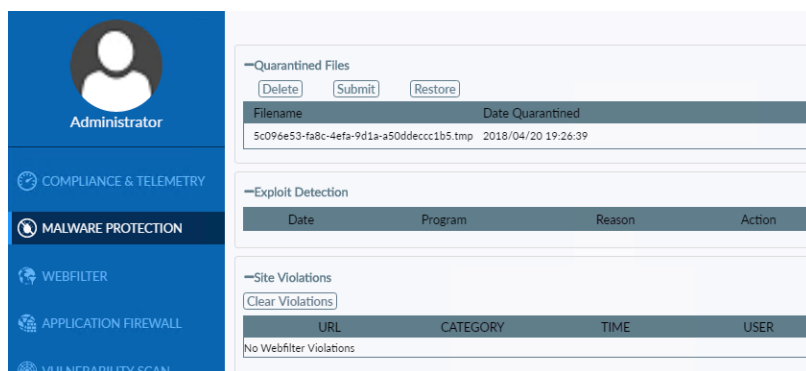 Administrator
COMPLIANCE & TELEMETRY
MALWARE PROTECTION
WEBFILTER
APPLICATION FIREWALL
VULNERABILITY SCAN
Quarantined Files
Delete Submit Restore
Filename Date Quarantined
5c096e53-fa8c-4efa-9d1a-a50ddeccc1b5.tmp 2018/04/20 19:26:39
Exploit Detection
Date Program Reason Action
Site Violations
Clear Violations
URL CATEGORY TIME USER
No Webfilter Violations